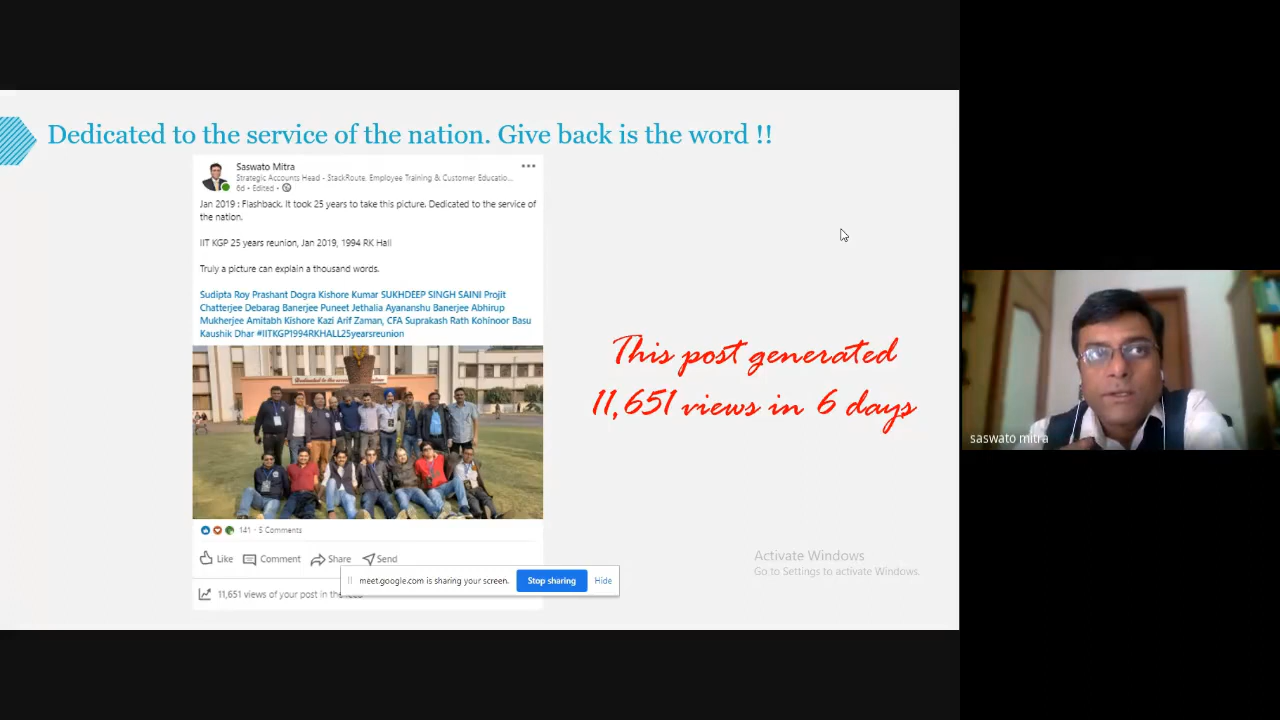 Dedicated to the service of the nation. Give back is the word !!
Saswato Mitra
Strategic Accounts Head - StackRoute, Employee Training & Customer Educatio...
6d • Edited •
Jan 2019 : Flashback. It took 25 years to take this picture. Dedicated to the service of
the nation.
IIT KGP 25 years reunion, Jan 2019, 1994 RK Hall
Truly a picture can explain a thousand words.
Sudipta Roy Prashant Dogra Kishore Kumar SUKHDEEP SINGH SAINI Projit
Chatterjee Debarag Banerjee Puneet Jethalia Ayananshu Banerjee Abhirup
Mukherjee Amitabh Kishore Kazi Arif Zaman, CFA Suprakash Rath Kohinoor Basu
Kaushik Dhar #IITKGP1994RKHALL25yearsreunion
141 · 5 Comments
Like Comment Share Send
11,651 views of your post in the
This post generated
11,651 views in 6 days
meet.google.com is sharing your screen. Stop sharing Hide
Activate Windows
Go to Settings to activate Windows.
saswato mitra